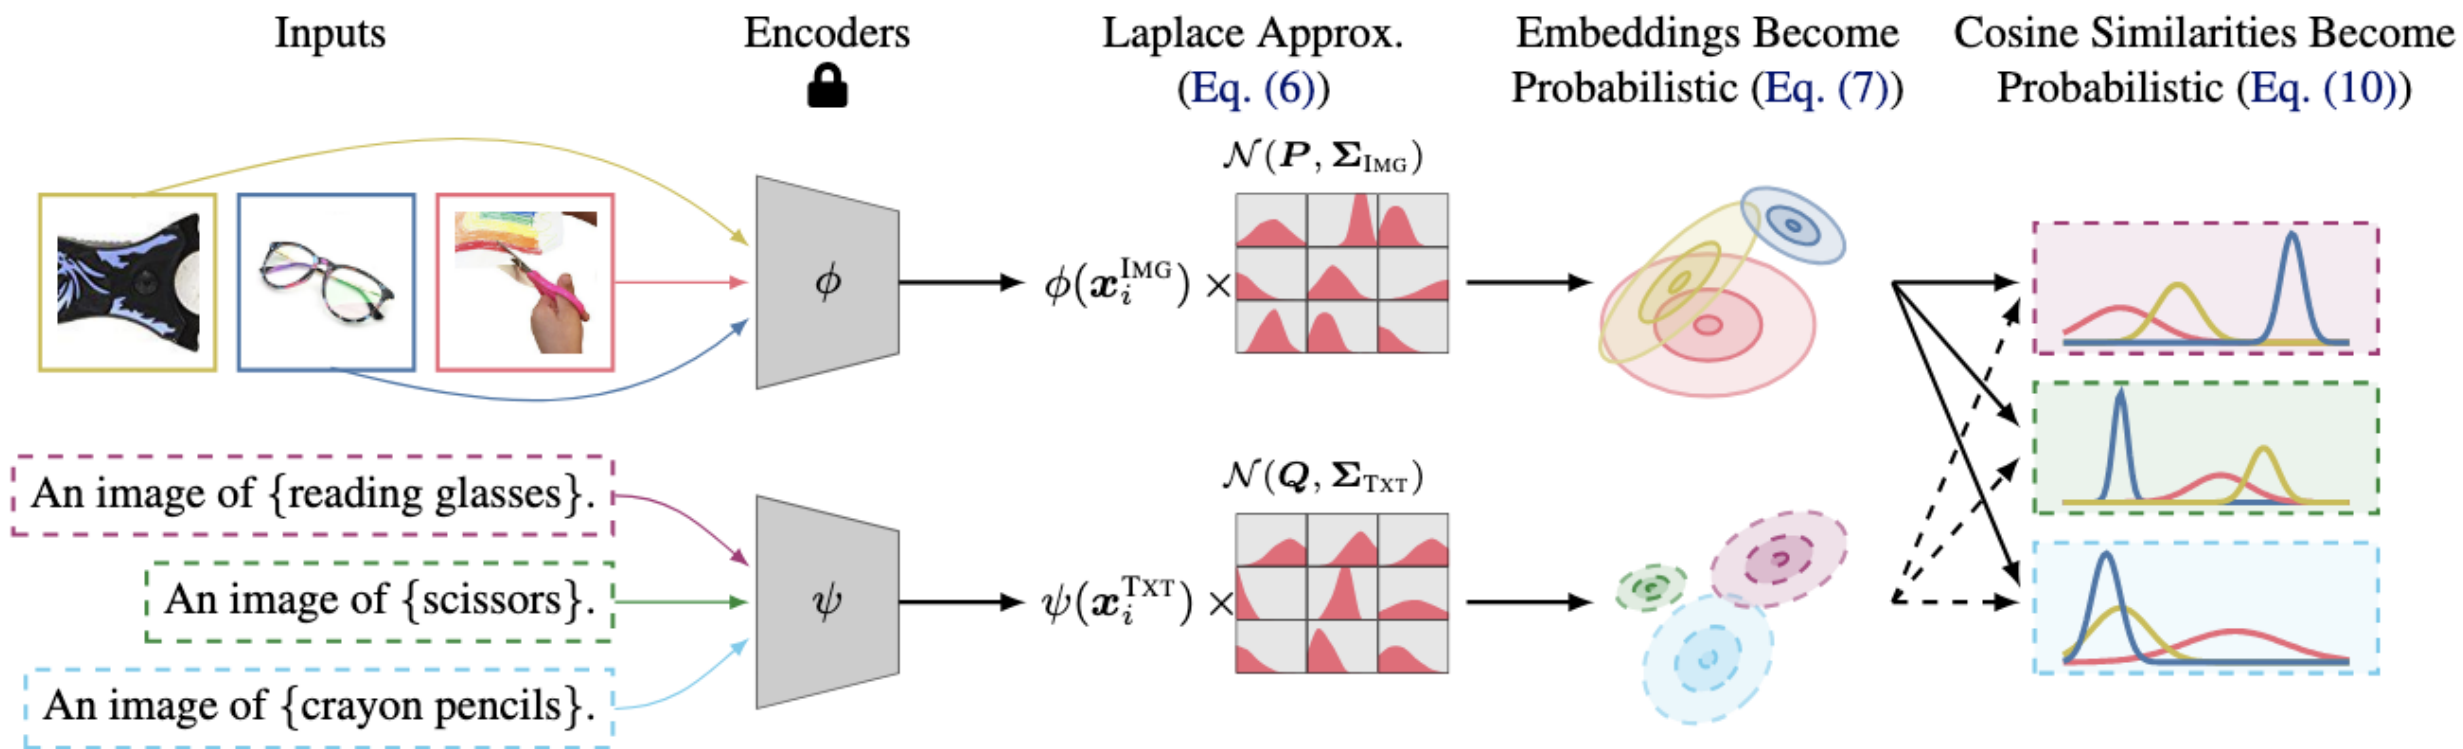 Inputs
Encoders
Laplace Approx.
(Eq. (6))
Embeddings Become
Probabilistic (Eq. (7))
Cosine Similarities Become
Probabilistic (Eq. (10))
𝒩(P, Σ_IMG)
ϕ
ϕ(x_i^IMG) ×
An image of {reading glasses}.
An image of {scissors}.
An image of {crayon pencils}.
ψ
𝒩(Q, Σ_TXT)
ψ(x_i^TXT) ×